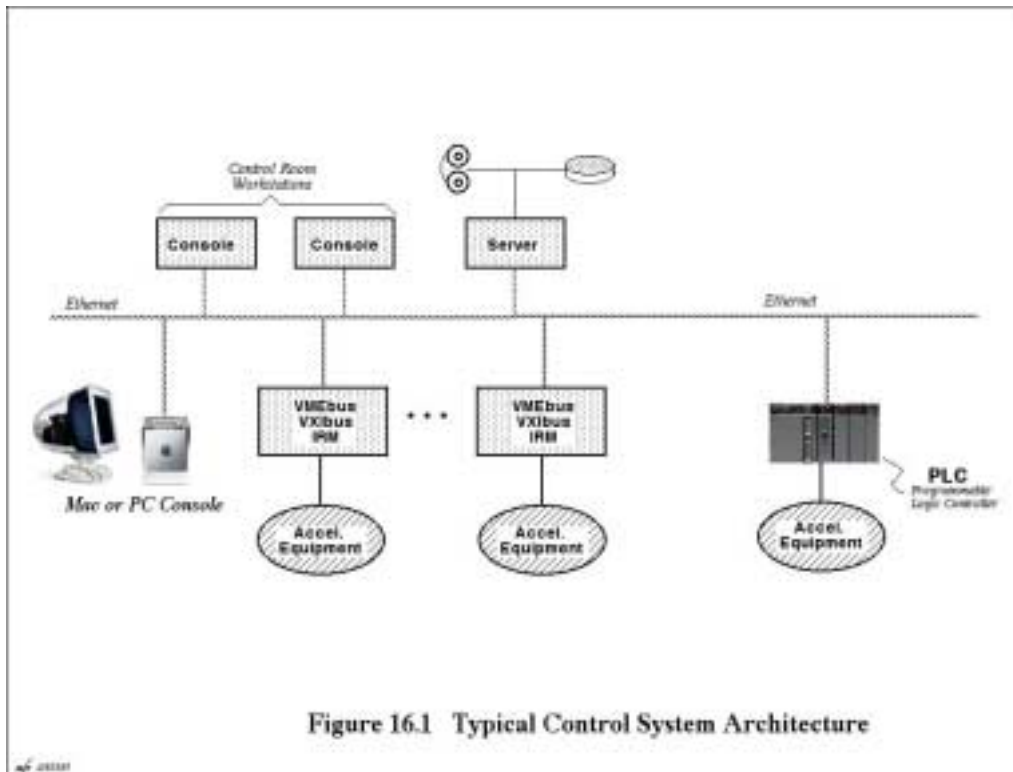 Control Room
Workstations
Console
Console
Server
Ethernet
Ethernet
VMEbus
VXIbus
IRM
• • •
VMEbus
VXIbus
IRM
Mac or PC Console
PLC
Programmable
Logic Controller
Accel.
Equipment
Accel.
Equipment
Accel.
Equipment
Figure 16.1 Typical Control System Architecture